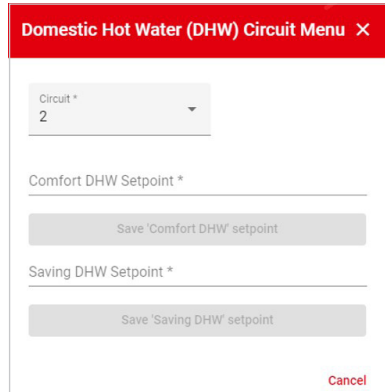 Domestic Hot Water (DHW) Circuit Menu ×
Circuit *
2
Comfort DHW Setpoint *
Save 'Comfort DHW' setpoint
Saving DHW Setpoint *
Save 'Saving DHW' setpoint
Cancel